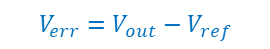 V_err = V_out − V_ref